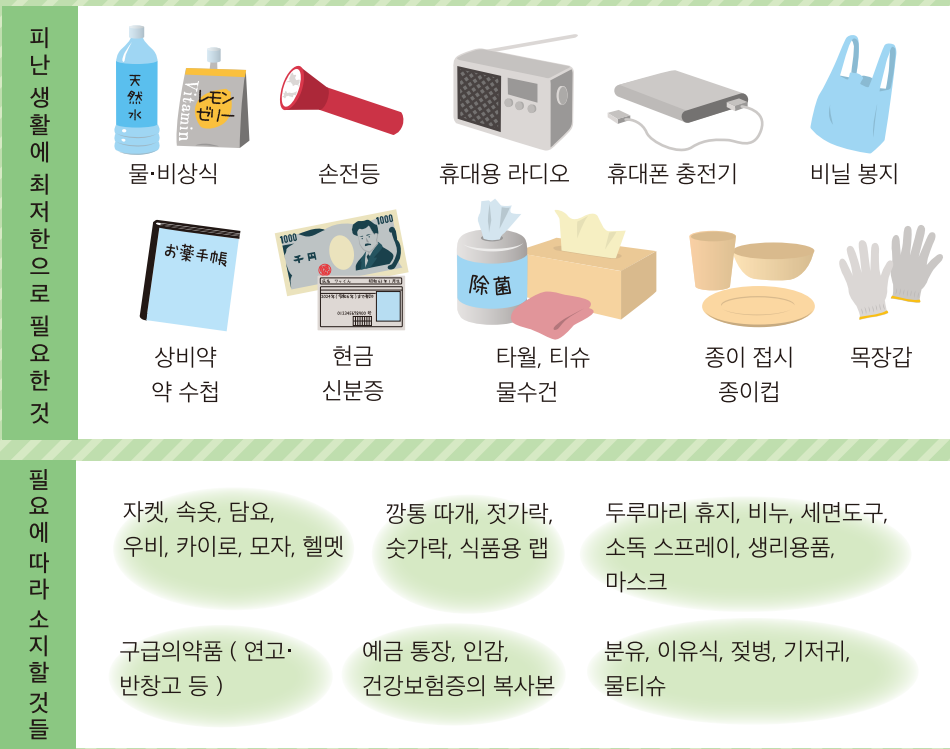 피난 생활에 최저한으로 필요한 것
天然水
Vitamin
レモン
ゼリー
물·비상식
손전등
휴대용 라디오
휴대폰 충전기
비닐 봉지
お薬手帳
상비약
약 수첩
1000
1000
千円
현금
신분증
除菌
타월, 티슈
물수건
종이 접시
종이컵
목장갑
필요에 따라 소지할 것들
자켓, 속옷, 담요,
우비, 카이로, 모자, 헬멧
깡통 따개, 젓가락,
숫가락, 식품용 랩
두루마리 휴지, 비누, 세면도구,
소독 스프레이, 생리용품,
마스크
구급의약품 ( 연고·
반창고 등 )
예금 통장, 인감,
건강보험증의 복사본
분유, 이유식, 젖병, 기저귀,
물티슈